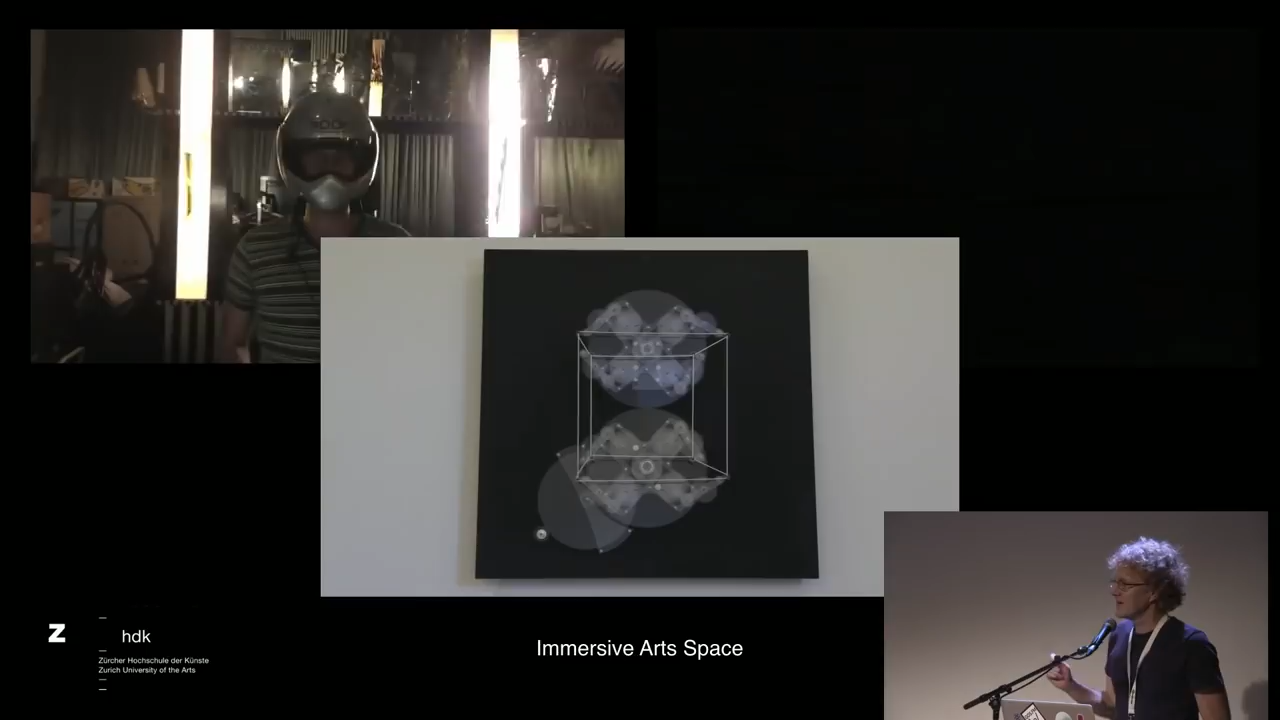 Z
hdk
Zürcher Hochschule der Künste
Zurich University of the Arts
Immersive Arts Space